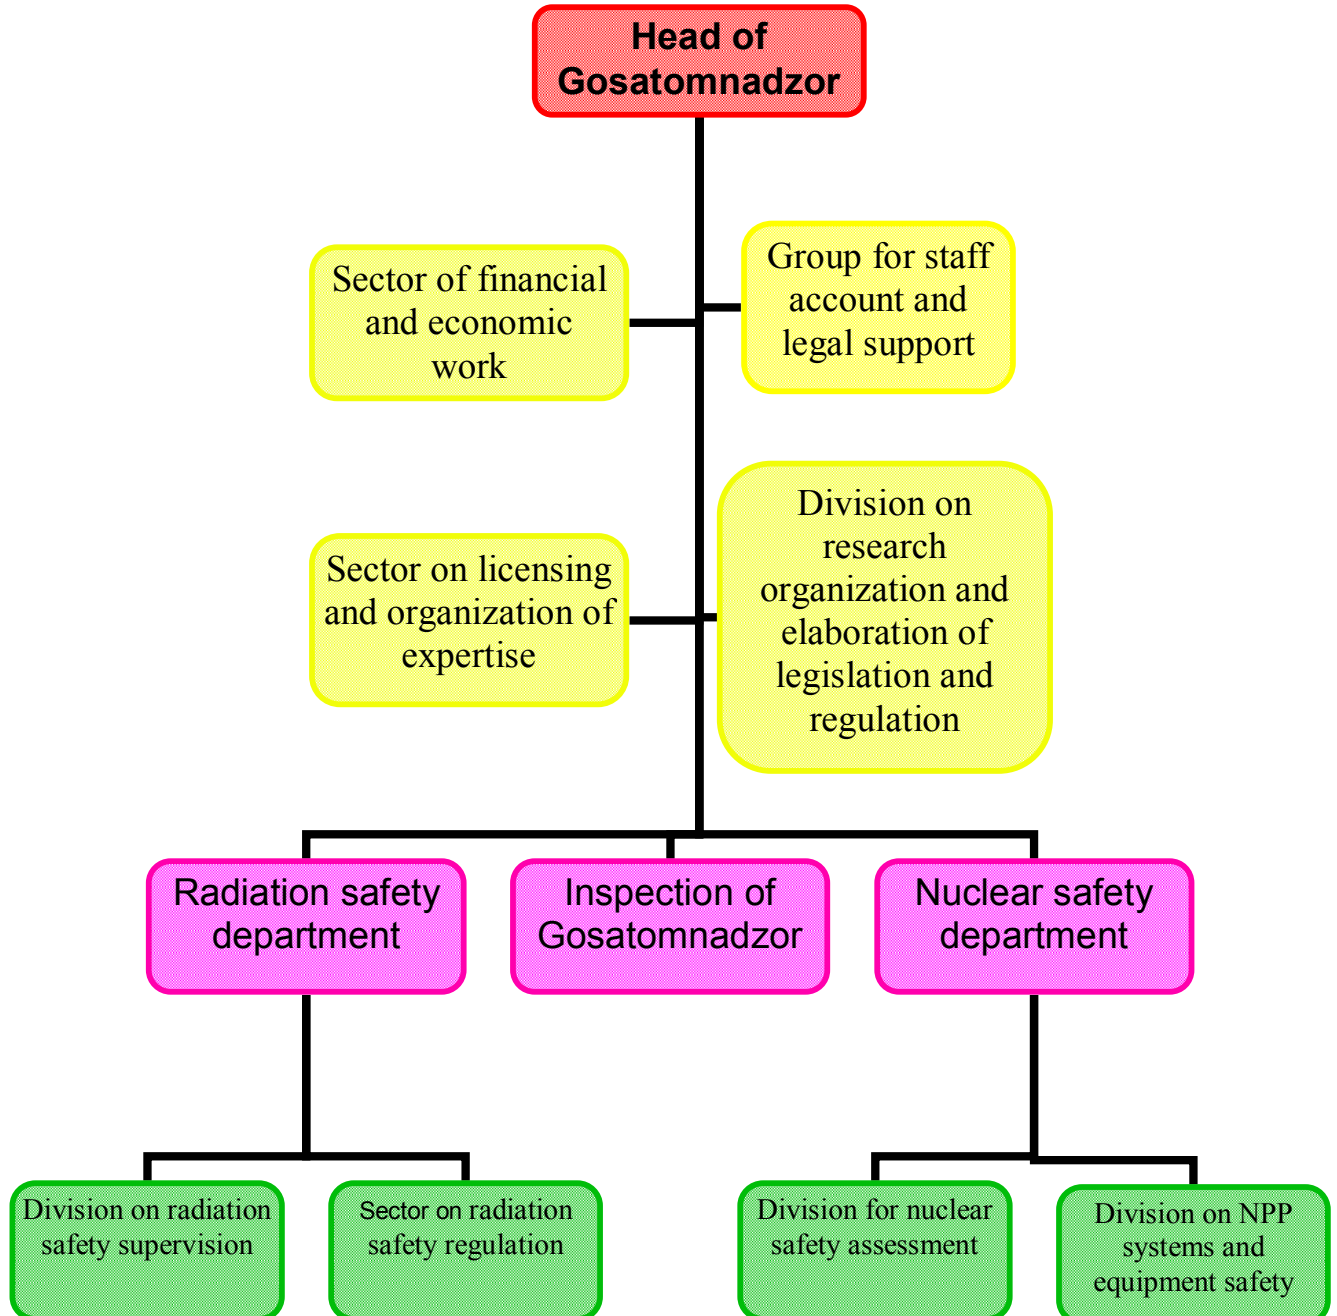 Head of
Gosatomnadzor
Sector of financial
and economic
work
Group for staff
account and
legal support
Sector on licensing
and organization of
expertise
Division on
research
organization and
elaboration of
legislation and
regulation
Radiation safety
department
Inspection of
Gosatomnadzor
Nuclear safety
department
Division on radiation
safety supervision
Sector on radiation
safety regulation
Division for nuclear
safety assessment
Division on NPP
systems and
equipment safety